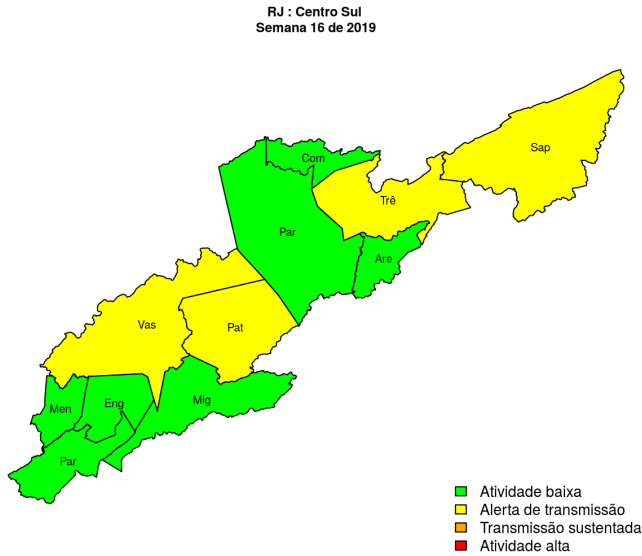 RJ : Centro Sul
Semana 16 de 2019
Sap
Com
Trê
Par
Are
Vas
Pat
Men
Eng
Mig
Par
Atividade baixa
Alerta de transmissão
Transmissão sustentada
Atividade alta